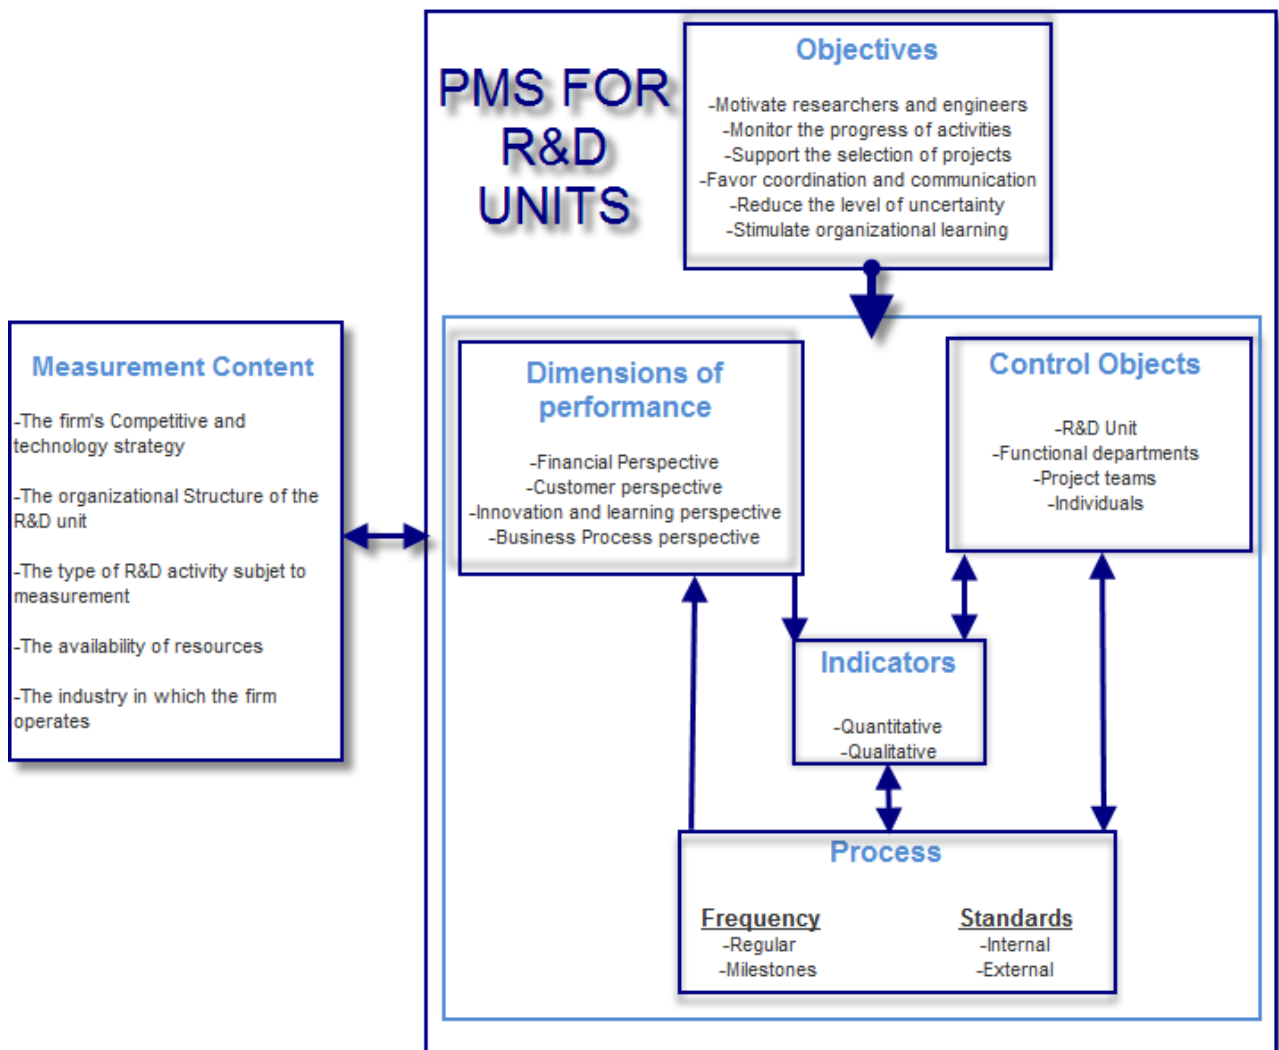 PMS FOR
R&D
UNITS
Objectives
-Motivate researchers and engineers
-Monitor the progress of activities
-Support the selection of projects
-Favor coordination and communication
-Reduce the level of uncertainty
-Stimulate organizational learning
Measurement Content
-The firm's Competitive and
technology strategy
-The organizational Structure of the
R&D unit
-The type of R&D activity subjet to
measurement
-The availability of resources
-The industry in which the firm
operates
Dimensions of
performance
-Financial Perspective
-Customer perspective
-Innovation and learning perspective
-Business Process perspective
Control Objects
-R&D Unit
-Functional departments
-Project teams
-Individuals
Indicators
-Quantitative
-Qualitative
Process
Frequency
-Regular
-Milestones
Standards
-Internal
-External